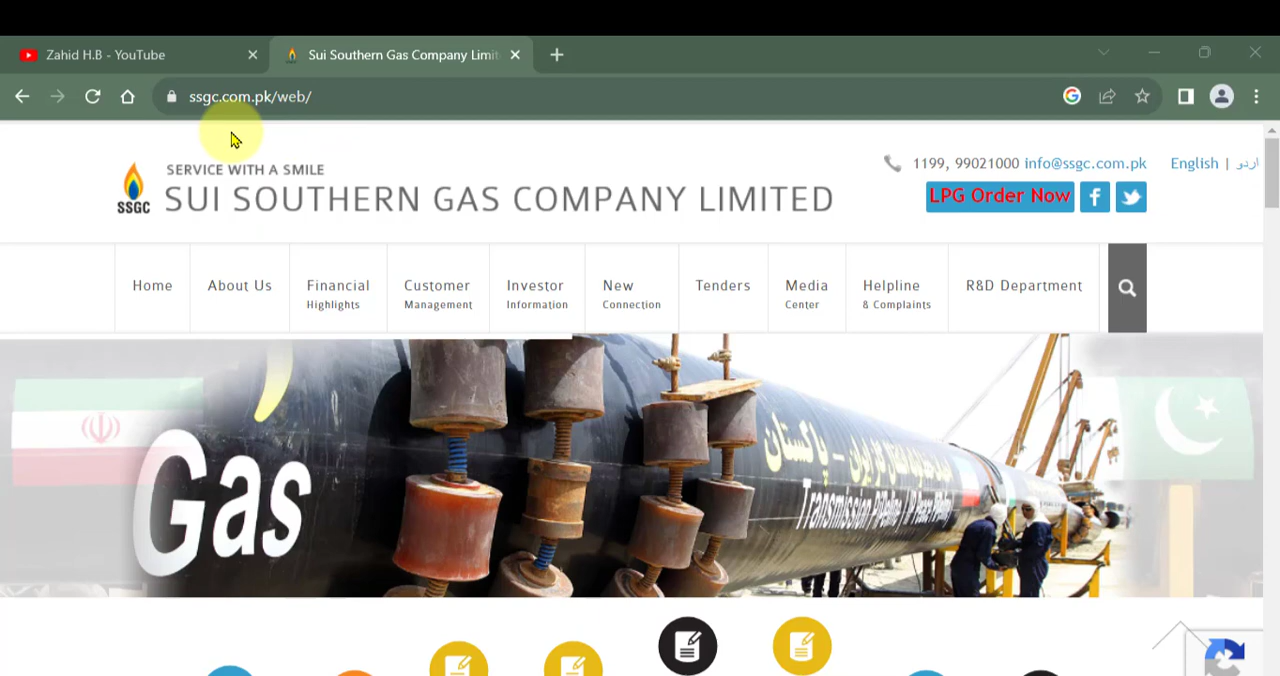 Zahid H.B - YouTube
Sui Southern Gas Company Limit
ssgc.com.pk/web/
SERVICE WITH A SMILE
SSGC
SUI SOUTHERN GAS COMPANY LIMITED
1199, 99021000 info@ssgc.com.pk
English | اردو
LPG Order Now
Home
About Us
Financial
Highlights
Customer
Management
Investor
Information
New
Connection
Tenders
Media
Center
Helpline
& Complaints
R&D Department
Gas
پاکستان
Transmission Pipeline